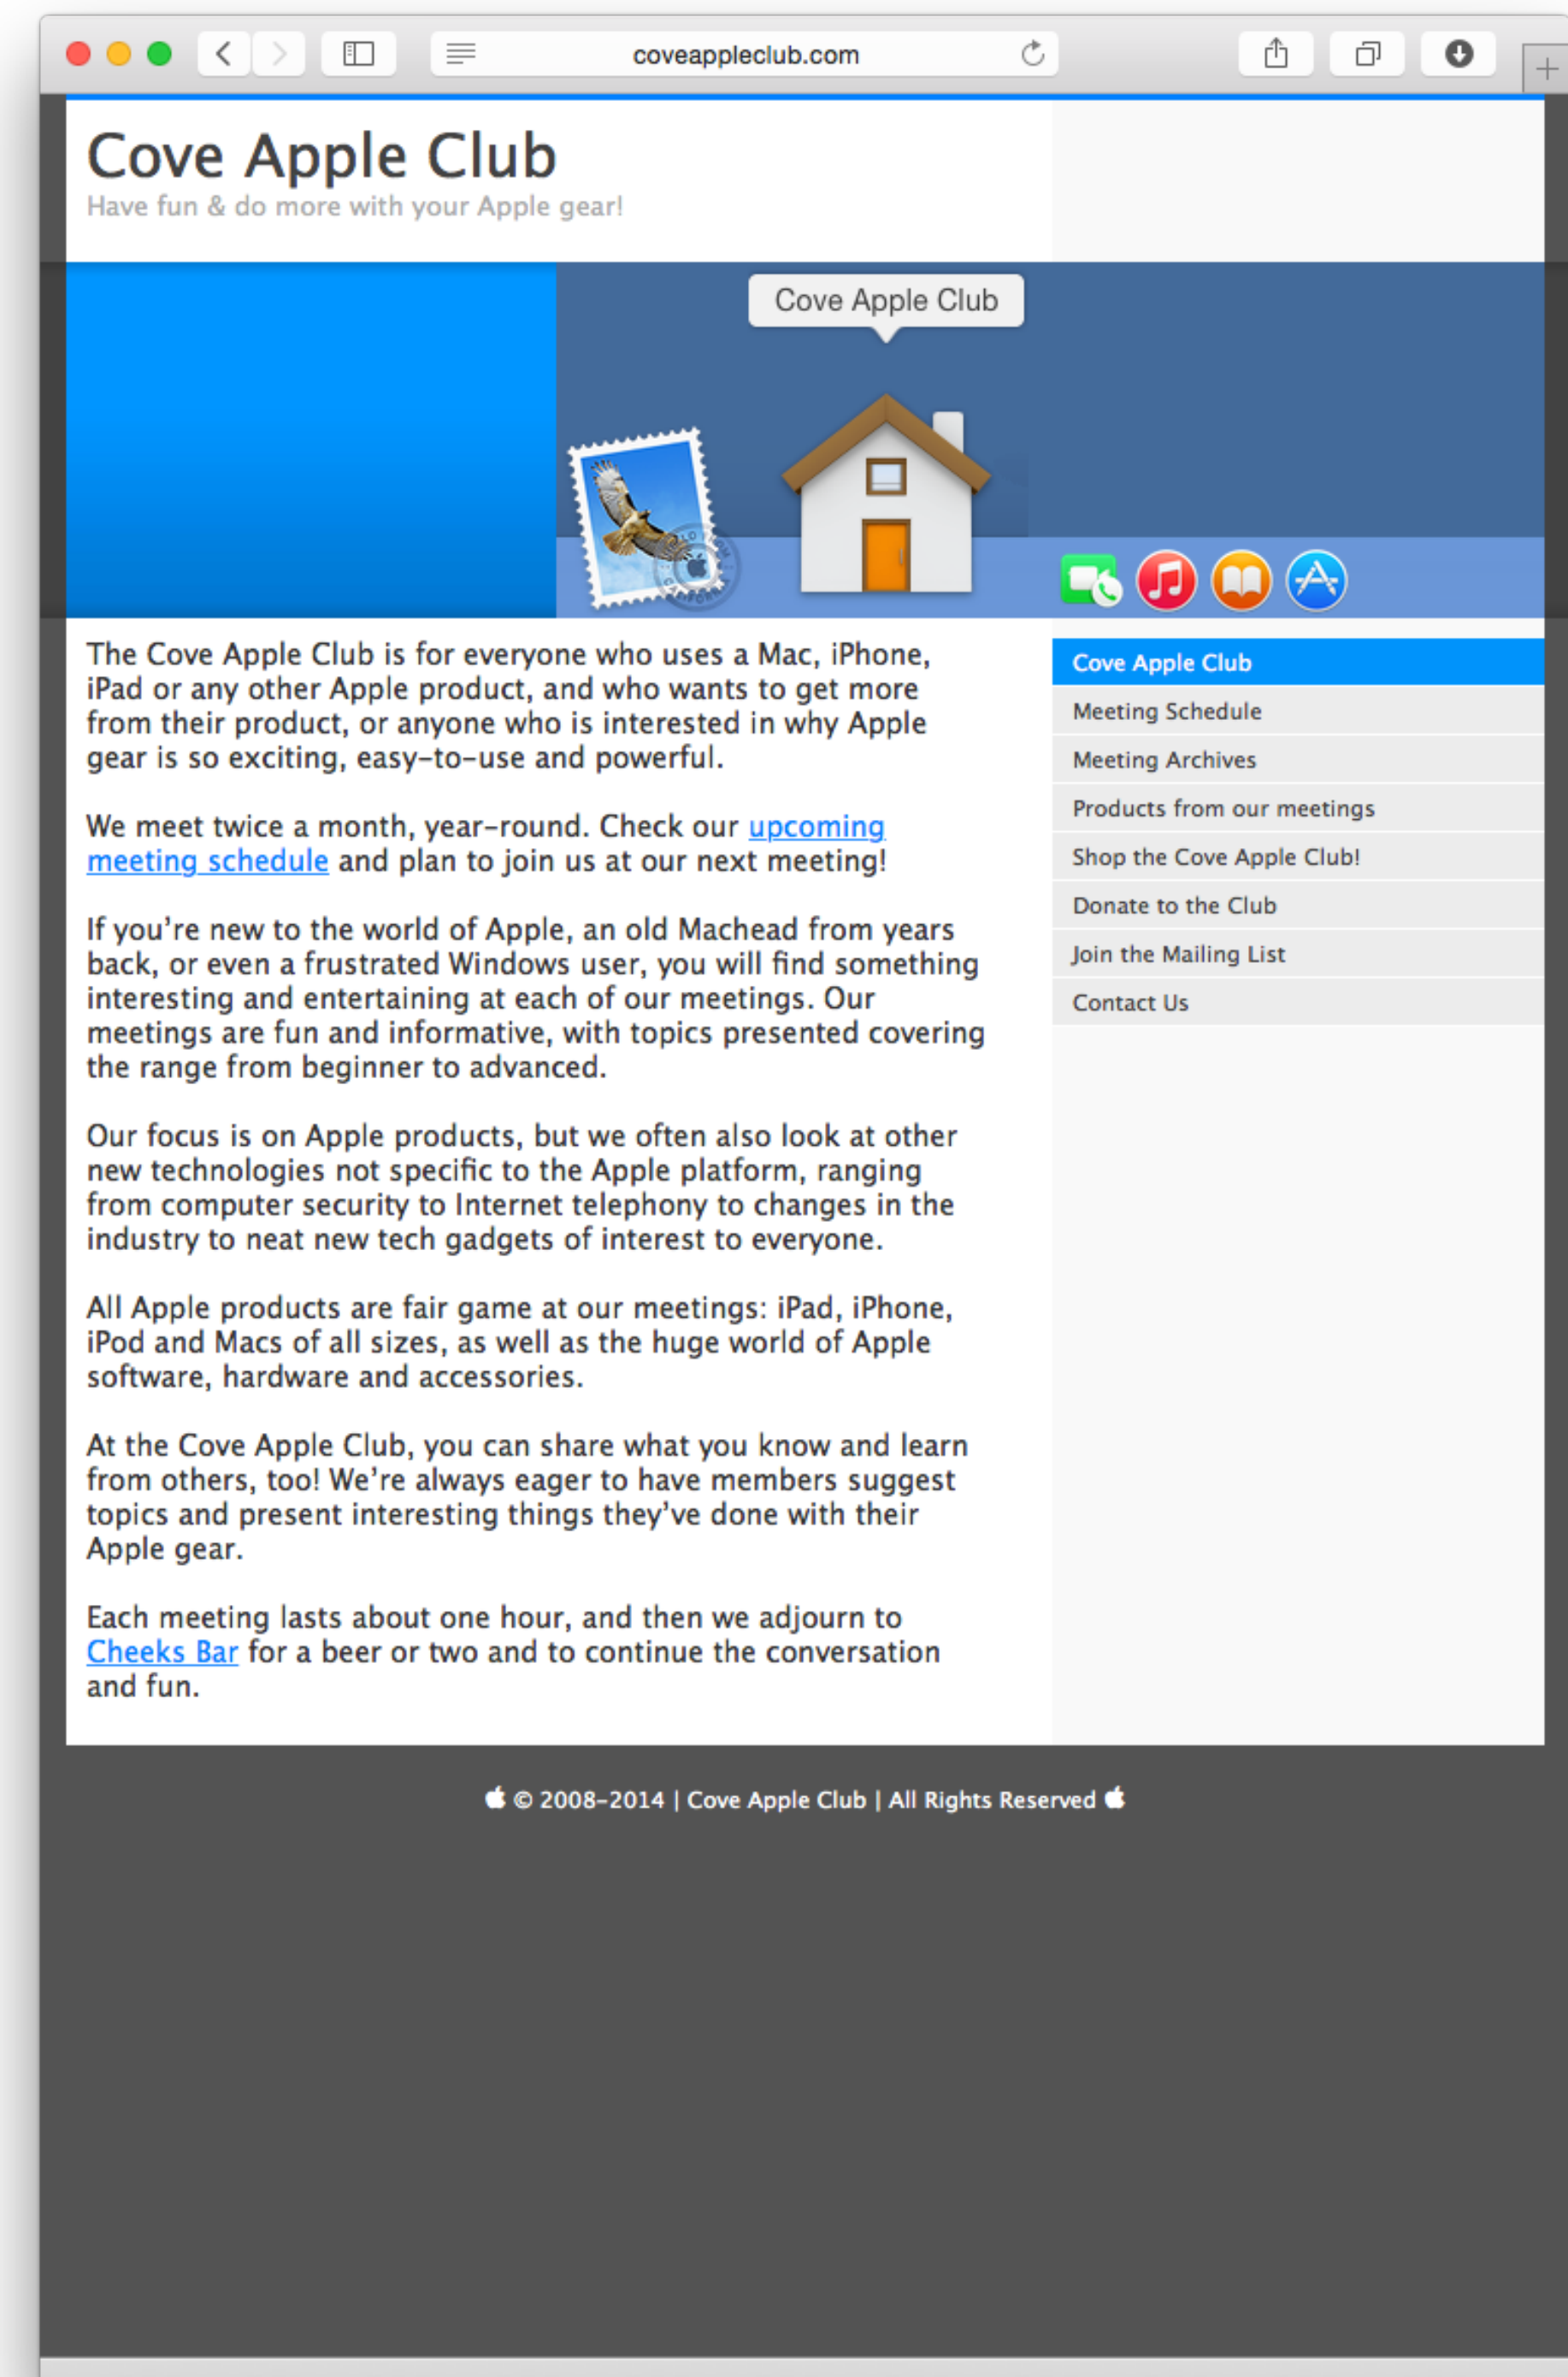 coveappleclub.com
Cove Apple Club
Have fun & do more with your Apple gear!
Cove Apple Club
The Cove Apple Club is for everyone who uses a Mac, iPhone,
iPad or any other Apple product, and who wants to get more
from their product, or anyone who is interested in why Apple
gear is so exciting, easy-to-use and powerful.
We meet twice a month, year-round. Check our upcoming
meeting schedule and plan to join us at our next meeting!
If you're new to the world of Apple, an old Machead from years
back, or even a frustrated Windows user, you will find something
interesting and entertaining at each of our meetings. Our
meetings are fun and informative, with topics presented covering
the range from beginner to advanced.
Our focus is on Apple products, but we often also look at other
new technologies not specific to the Apple platform, ranging
from computer security to Internet telephony to changes in the
industry to neat new tech gadgets of interest to everyone.
All Apple products are fair game at our meetings: iPad, iPhone,
iPod and Macs of all sizes, as well as the huge world of Apple
software, hardware and accessories.
At the Cove Apple Club, you can share what you know and learn
from others, too! We're always eager to have members suggest
topics and present interesting things they've done with their
Apple gear.
Each meeting lasts about one hour, and then we adjourn to
Cheeks Bar for a beer or two and to continue the conversation
and fun.
Cove Apple Club
Meeting Schedule
Meeting Archives
Products from our meetings
Shop the Cove Apple Club!
Donate to the Club
Join the Mailing List
Contact Us
© 2008-2014 | Cove Apple Club | All Rights Reserved